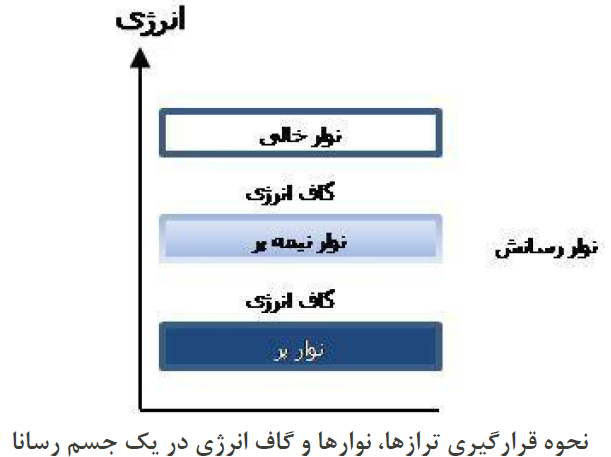 انرژی
نوار خالی
گاف انرژی
نوار نیمه پر
نوار رسانش
گاف انرژی
نوار پر
نحوه قرارگیری ترازها، نوارها و گاف انرژی در یک جسم رسانا